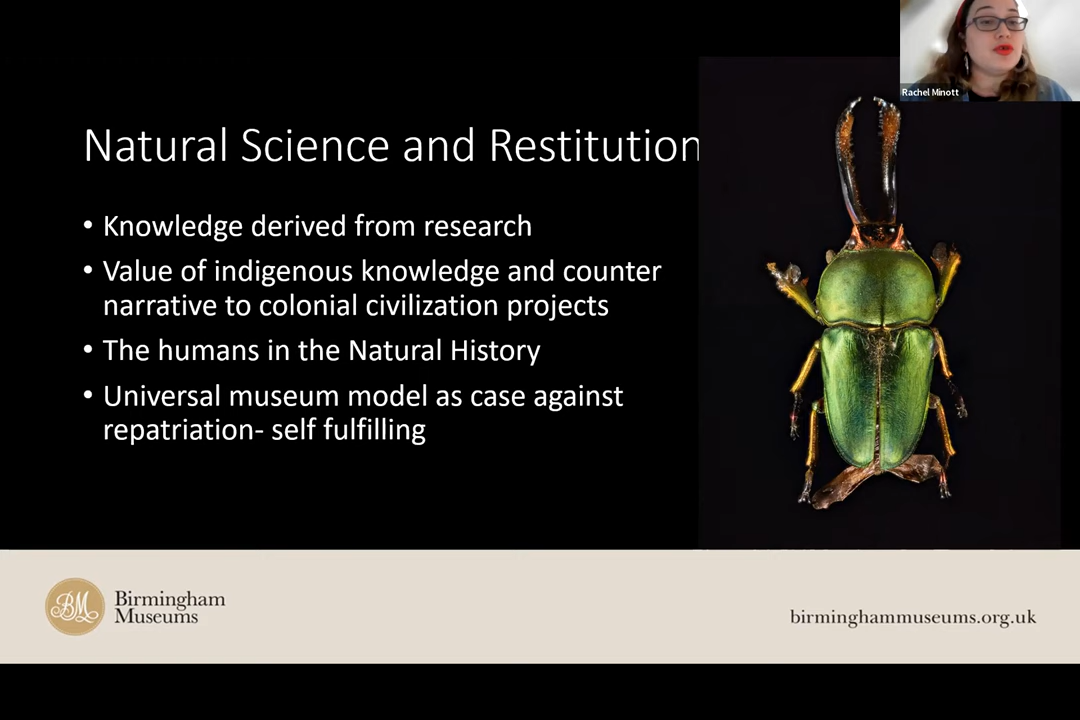 Rachel Minott
Natural Science and Restitution
• Knowledge derived from research
• Value of indigenous knowledge and counter
narrative to colonial civilization projects
• The humans in the Natural History
• Universal museum model as case against
repatriation- self fulfilling
BM
Birmingham
Museums
birminghammuseums.org.uk